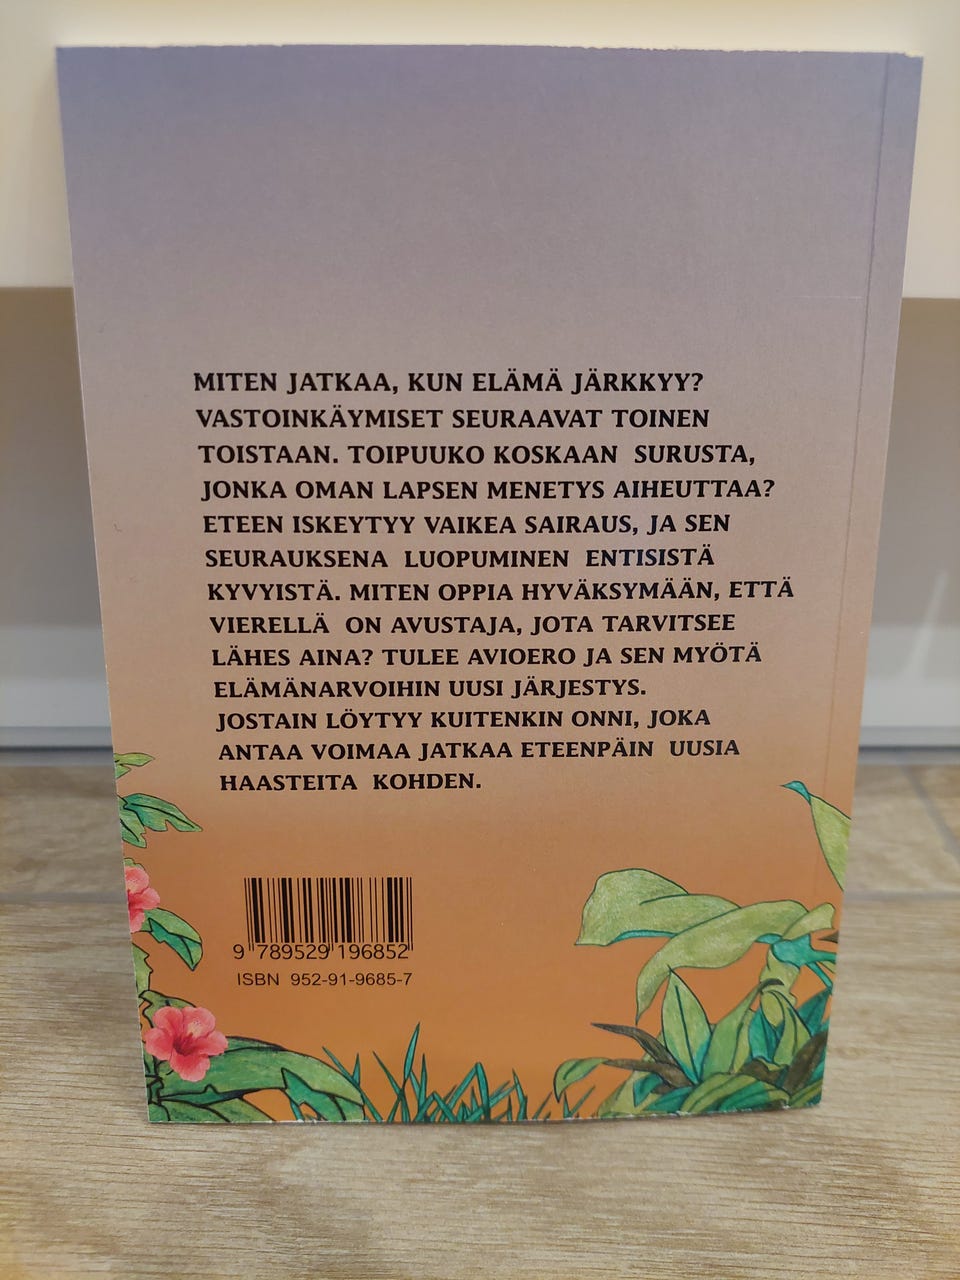 MITEN JATKAA, KUN ELÄMÄ JÄRKKYY?
VASTOINKÄYMISET SEURAAVAT TOINEN
TOISTAAN. TOIPUUKO KOSKAAN SURUSTA,
JONKA OMAN LAPSEN MENETYS AIHEUTTAA?
ETEEN ISKEYTYY VAIKEA SAIRAUS, JA SEN
SEURAUKSENA LUOPUMINEN ENTISISTÄ
KYVYISTÄ. MITEN OPPIA HYVÄKSYMÄÄN, ETTÄ
VIERELLÄ ON AVUSTAJA, JOTA TARVITSEE
LÄHES AINA? TULEE AVIOERO JA SEN MYÖTÄ
ELÄMÄNARVOIHIN UUSI JÄRJESTYS.
JOSTAIN LÖYTYY KUITENKIN ONNI, JOKA
ANTAA VOIMAA JATKAA ETEENPÄIN UUSIA
HAASTEITA KOHDEN.
9 789529 196852
ISBN 952-91-9685-7